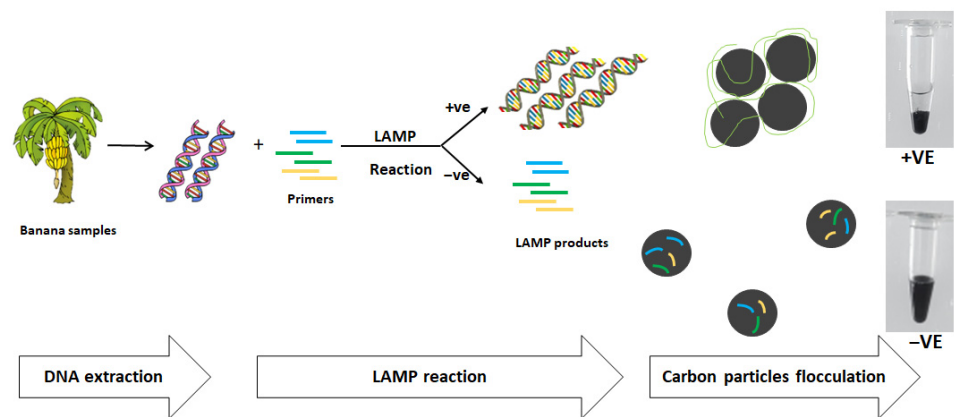 Banana samples
+
Primers
LAMP
Reaction
+ve
−ve
LAMP products
+VE
−VE
DNA extraction
LAMP reaction
Carbon particles flocculation